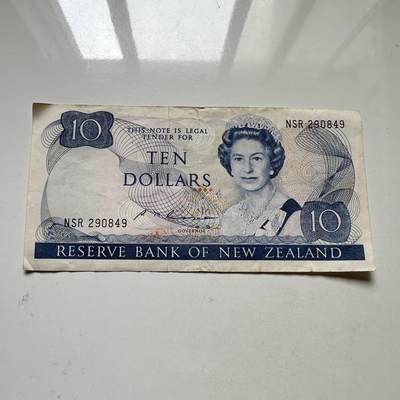 10
THIS NOTE IS LEGAL
TENDER FOR
NSR 290849
TEN
DOLLARS
NSR 290849
GOVERNOR
10
RESERVE BANK OF NEW ZEALAND